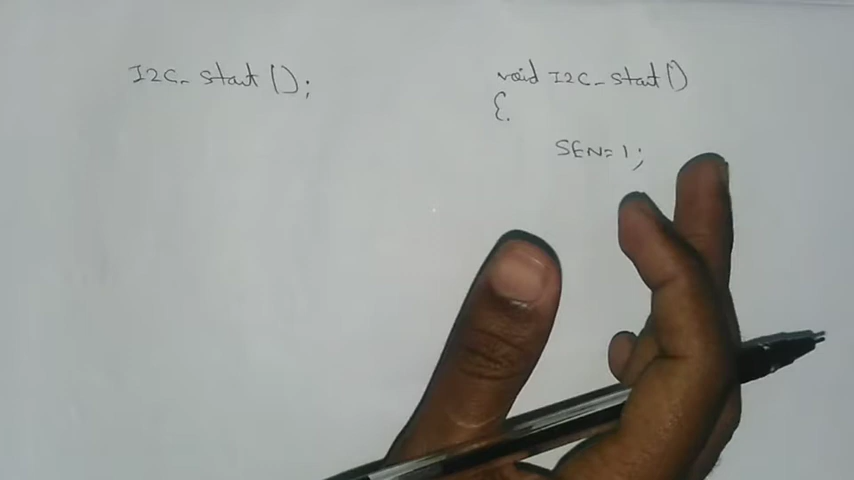 I2C_start();
void I2C_start()
{
SEN=1;